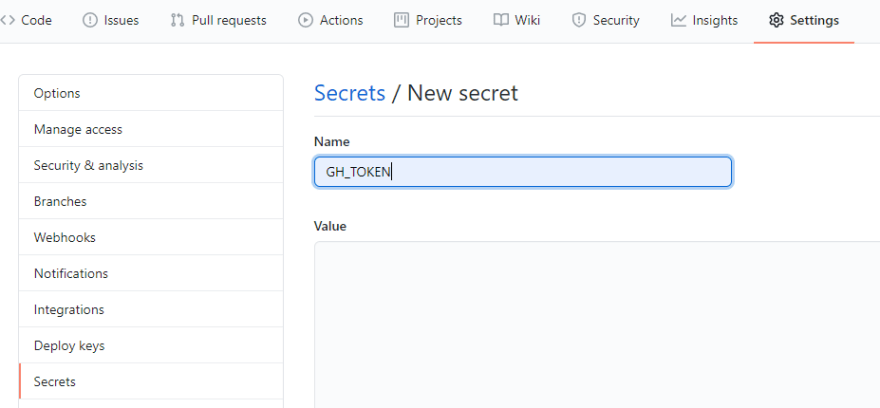 Code Issues Pull requests Actions Projects Wiki Security Insights Settings
Options
Manage access
Security & analysis
Branches
Webhooks
Notifications
Integrations
Deploy keys
Secrets
Secrets / New secret
Name
GH_TOKEN
Value